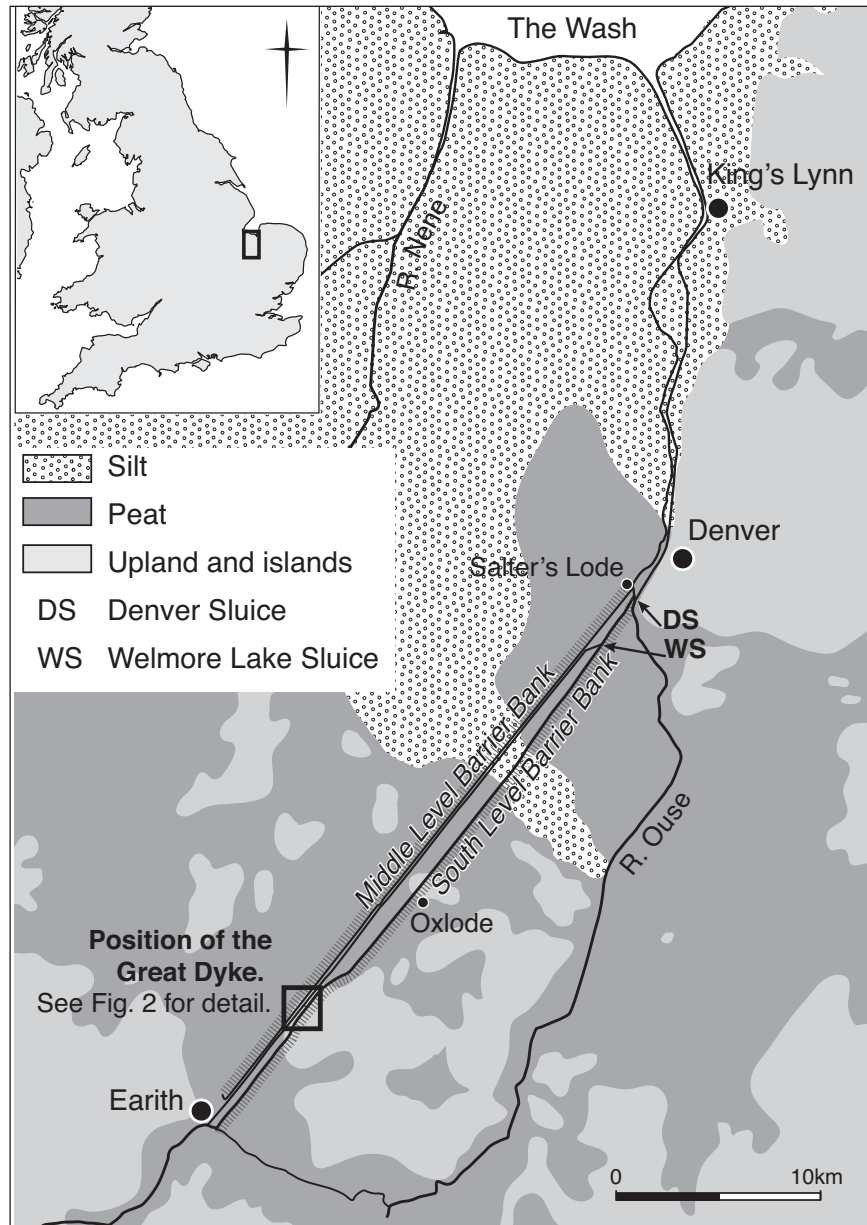 The Wash
King's Lynn
R. Nene
Silt
Peat
Upland and islands
DS Denver Sluice
WS Welmore Lake Sluice
Denver
Salter's Lode
DS
WS
Middle Level Barrier Bank
South Level Barrier Bank
R. Ouse
Oxlode
Position of the
Great Dyke.
See Fig. 2 for detail.
Earith
0 10km